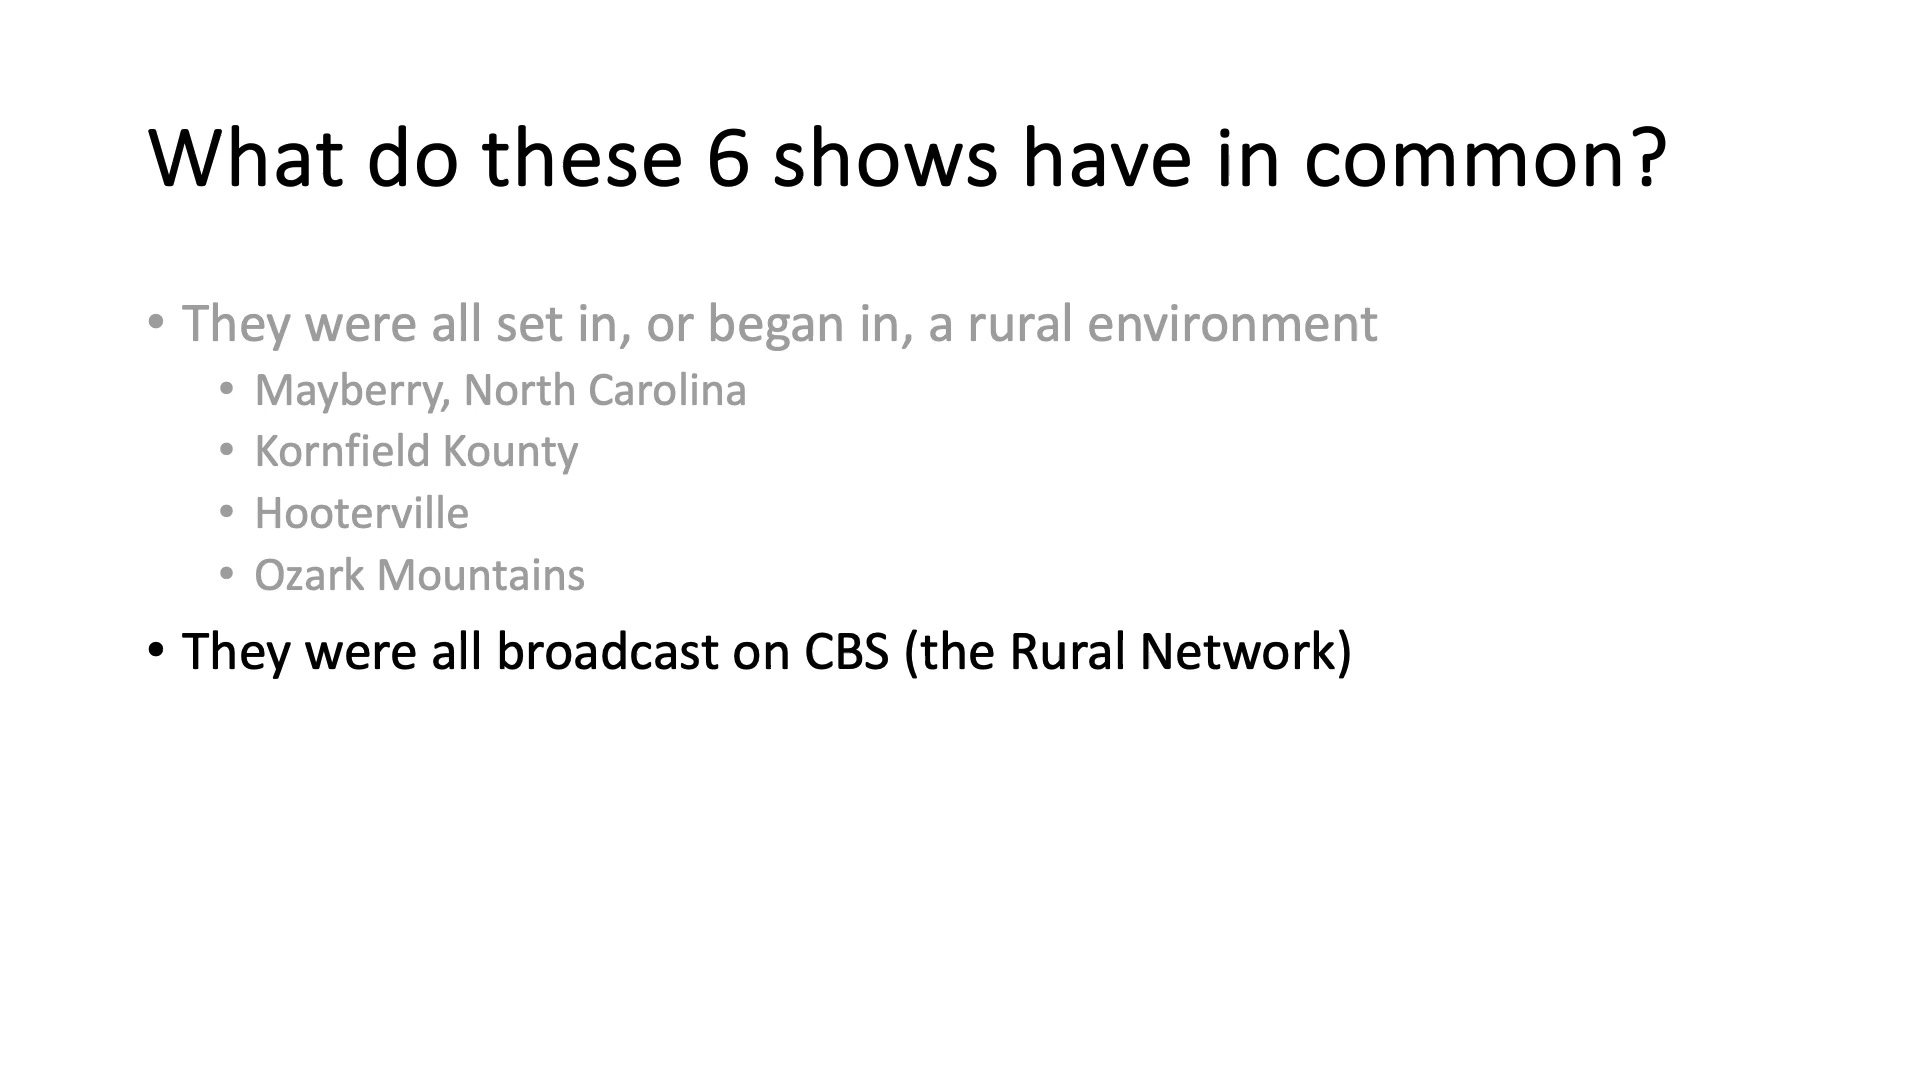 What do these 6 shows have in common?
• They were all set in, or began in, a rural environment
• Mayberry, North Carolina
• Kornfield Kounty
• Hooterville
• Ozark Mountains
• They were all broadcast on CBS (the Rural Network)